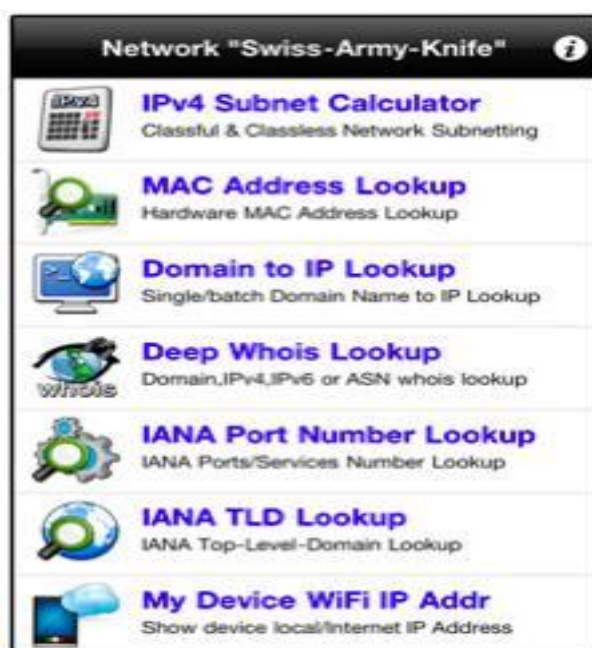 Network "Swiss-Army-Knife"
IPv4
IPv4 Subnet Calculator
Classful & Classless Network Subnetting
MAC Address Lookup
Hardware MAC Address Lookup
Domain to IP Lookup
Single/batch Domain Name to IP Lookup
whois
Deep Whois Lookup
Domain,IPv4,IPv6 or ASN whois lookup
IANA Port Number Lookup
IANA Ports/Services Number Lookup
IANA TLD Lookup
IANA Top-Level-Domain Lookup
My Device WiFi IP Addr
Show device local/Internet IP Address